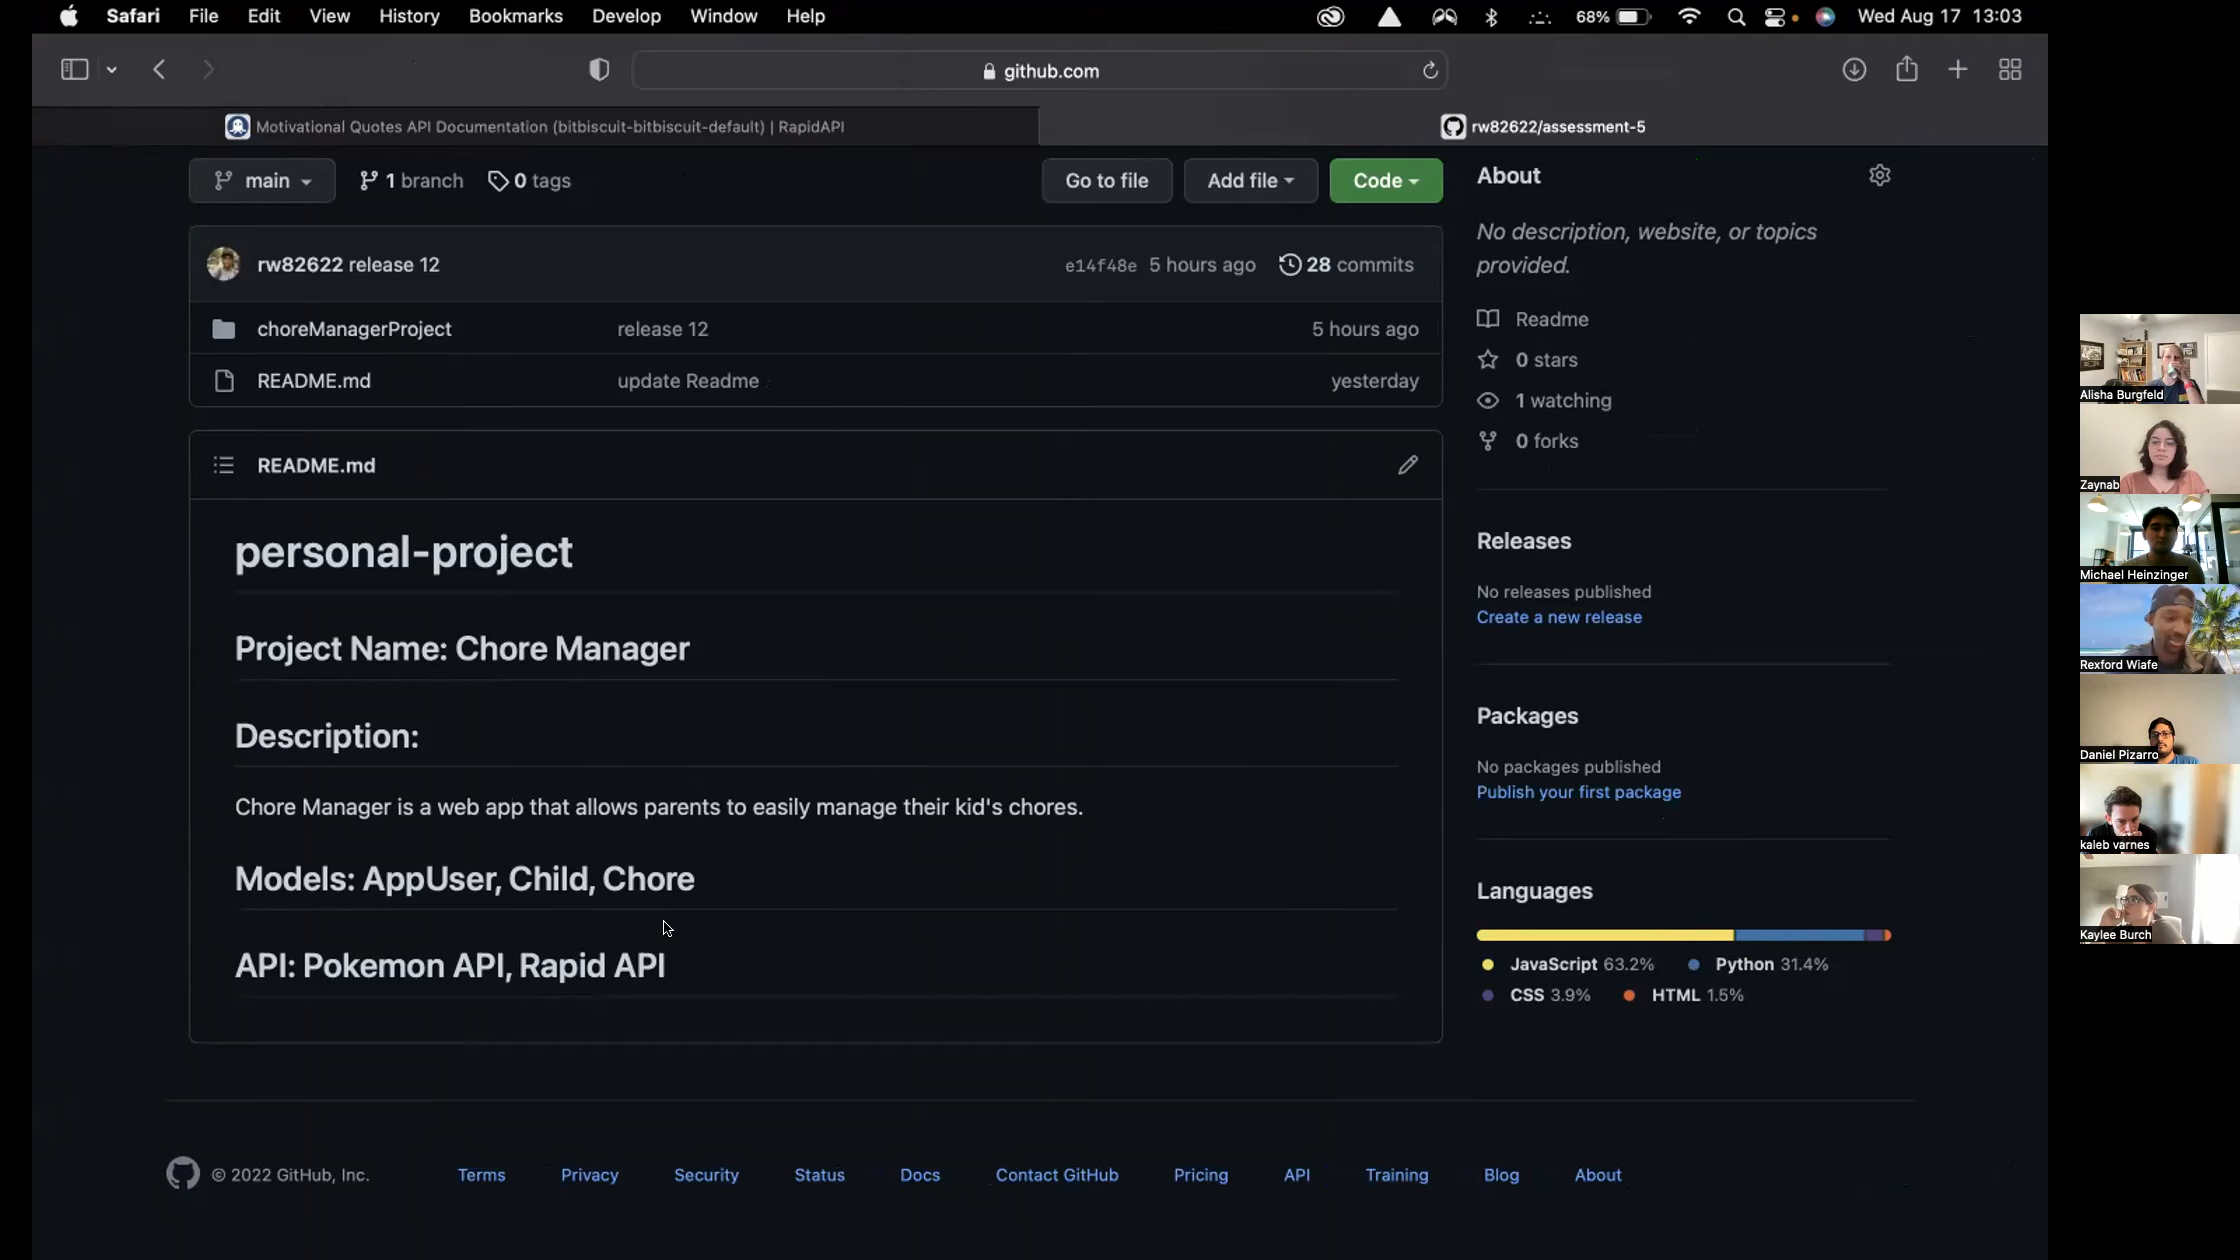 Safari File Edit View History Bookmarks Develop Window Help 68% Wed Aug 17 13:03
github.com
Motivational Quotes API Documentation (bitbiscuit-bitbiscuit-default) | RapidAPI
rw82622/assessment-5
main 1 branch 0 tags Go to file Add file Code
rw82622 release 12 e14f48e 5 hours ago 28 commits
choreManagerProject release 12 5 hours ago
README.md update Readme yesterday
README.md
personal-project
Project Name: Chore Manager
Description:
Chore Manager is a web app that allows parents to easily manage their kid's chores.
Models: AppUser, Child, Chore
API: Pokemon API, Rapid API
About
No description, website, or topics
provided.
Readme
0 stars
1 watching
0 forks
Releases
No releases published
Create a new release
Packages
No packages published
Publish your first package
Languages
JavaScript 63.2% Python 31.4%
CSS 3.9% HTML 1.5%
© 2022 GitHub, Inc. Terms Privacy Security Status Docs Contact GitHub Pricing API Training Blog About
Alisha Burgfeld
Zaynab
Michael Heinzinger
Rexford Wiafe
Daniel Pizarro
kaleb varnes
Kaylee Burch